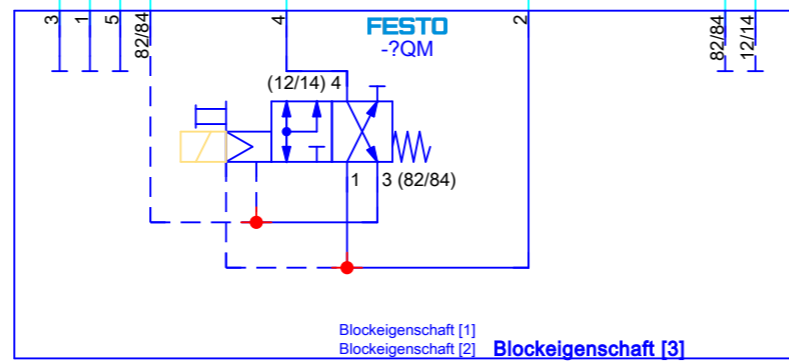 3
1
5
82/84
4
FESTO
-?QM
2
82/84
12/14
(12/14) 4
1
3 (82/84)
Blockeigenschaft [1]
Blockeigenschaft [2]
Blockeigenschaft [3]